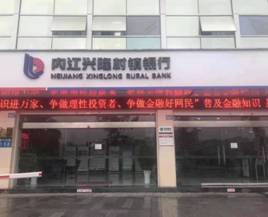 内江兴隆村镇银行
NEIJIANG XINGLONG RURAL BANK
识进万家、争做理性投资者、争做金融好网民”普及金融知识